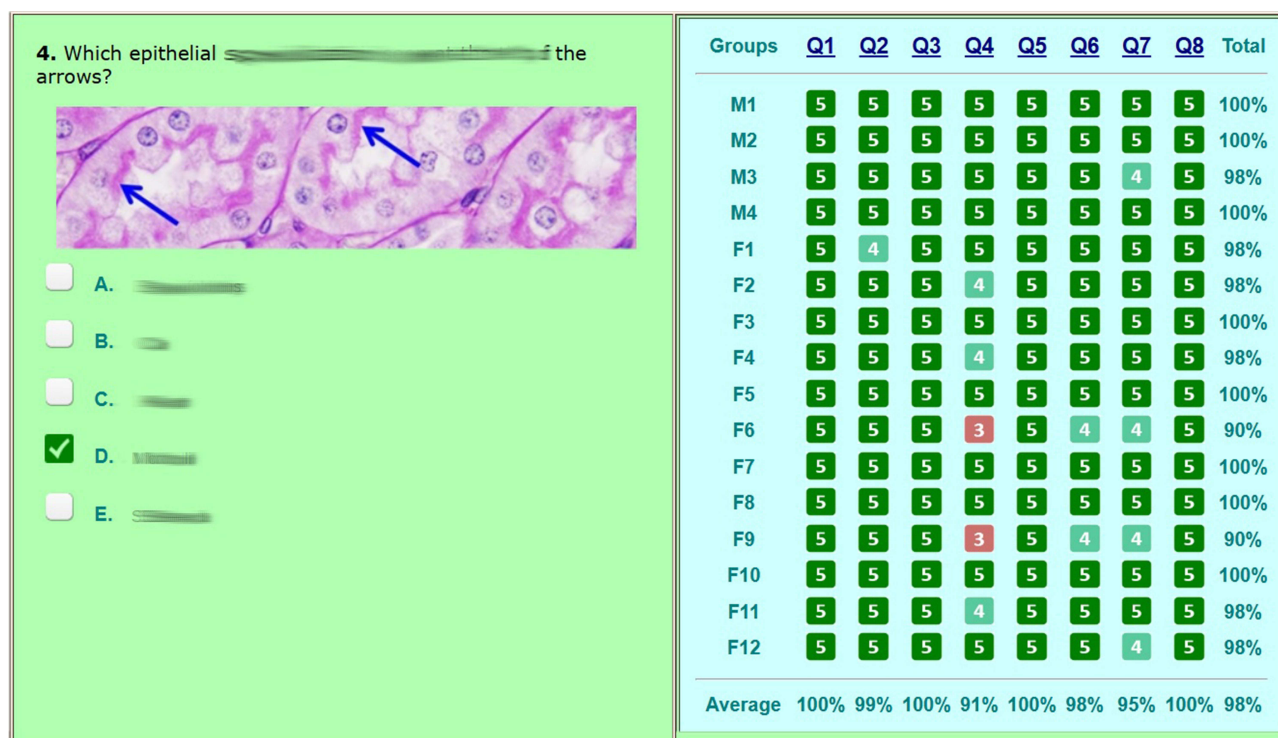 4. Which epithelial the
arrows?
A.
B.
C.
D.
E.
Groups Q1 Q2 Q3 Q4 Q5 Q6 Q7 Q8 Total
M1 5 5 5 5 5 5 5 5 100%
M2 5 5 5 5 5 5 5 5 100%
M3 5 5 5 5 5 5 4 5 98%
M4 5 5 5 5 5 5 5 5 100%
F1 5 4 5 5 5 5 5 5 98%
F2 5 5 5 4 5 5 5 5 98%
F3 5 5 5 5 5 5 5 5 100%
F4 5 5 5 4 5 5 5 5 98%
F5 5 5 5 5 5 5 5 5 100%
F6 5 5 5 3 5 4 4 5 90%
F7 5 5 5 5 5 5 5 5 100%
F8 5 5 5 5 5 5 5 5 100%
F9 5 5 5 3 5 4 4 5 90%
F10 5 5 5 5 5 5 5 5 100%
F11 5 5 5 4 5 5 5 5 98%
F12 5 5 5 5 5 5 4 5 98%
Average 100% 99% 100% 91% 100% 98% 95% 100% 98%